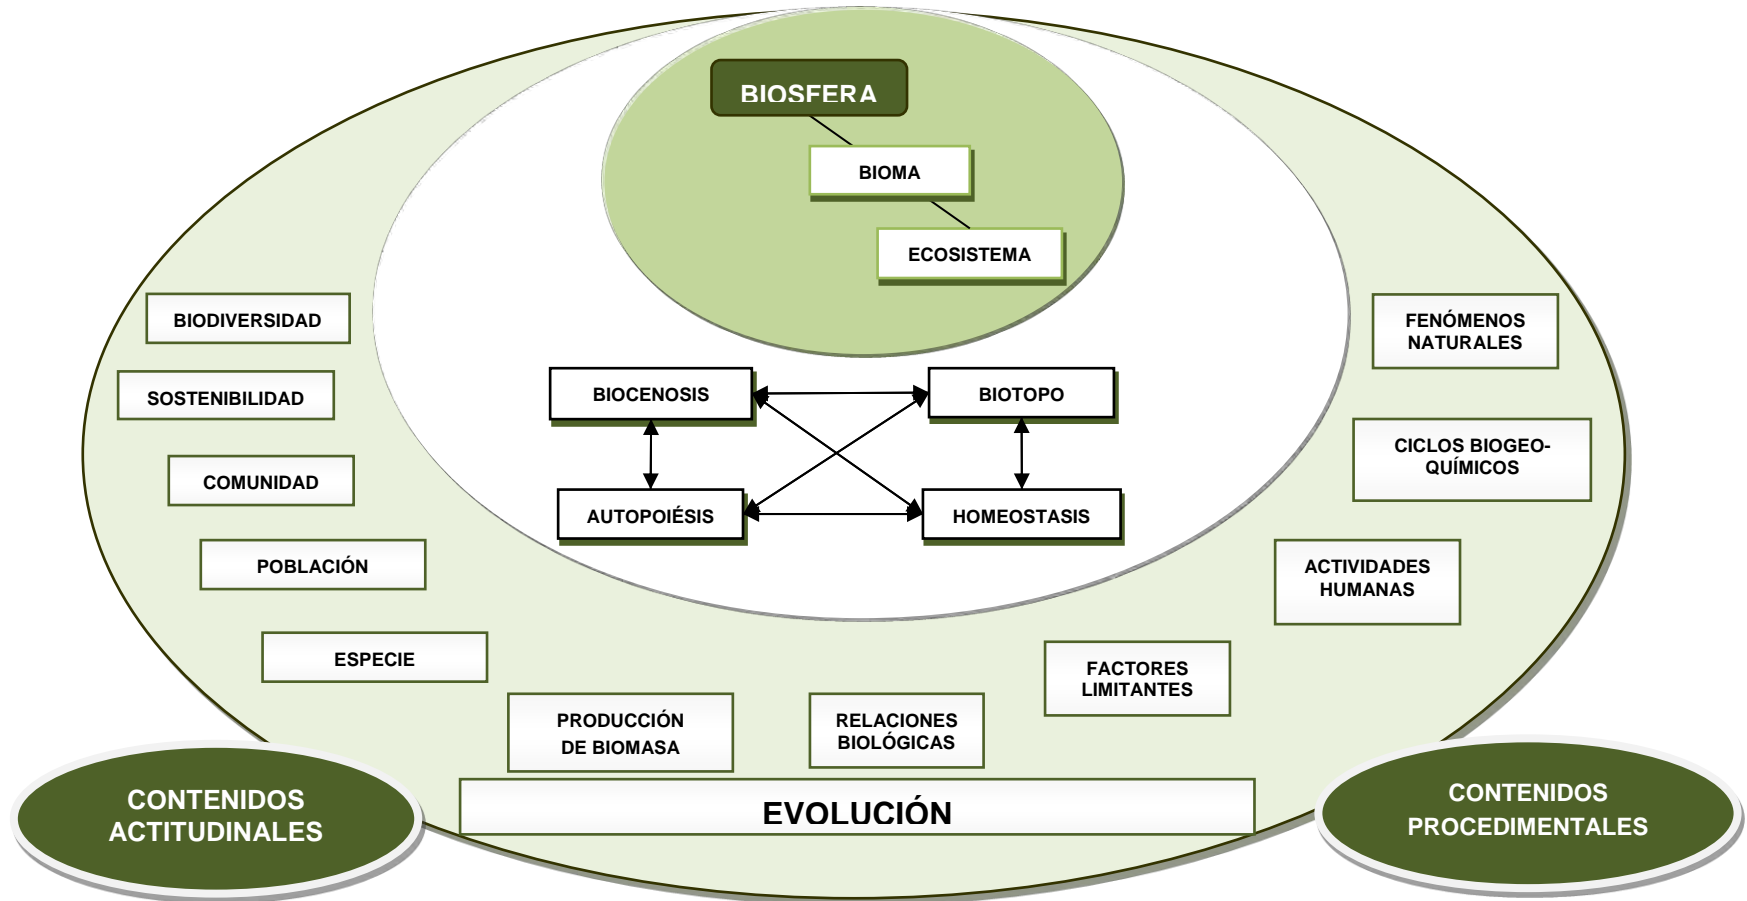 BIOSFERA
BIOMA
ECOSISTEMA
BIODIVERSIDAD
FENÓMENOS
NATURALES
SOSTENIBILIDAD
BIOCENOSIS
BIOTOPO
CICLOS BIOGEO-
QUÍMICOS
COMUNIDAD
AUTOPOIÉSIS
HOMEOSTASIS
POBLACIÓN
ACTIVIDADES
HUMANAS
ESPECIE
FACTORES
LIMITANTES
PRODUCCIÓN
DE BIOMASA
RELACIONES
BIOLÓGICAS
EVOLUCIÓN
CONTENIDOS
ACTITUDINALES
CONTENIDOS
PROCEDIMENTALES